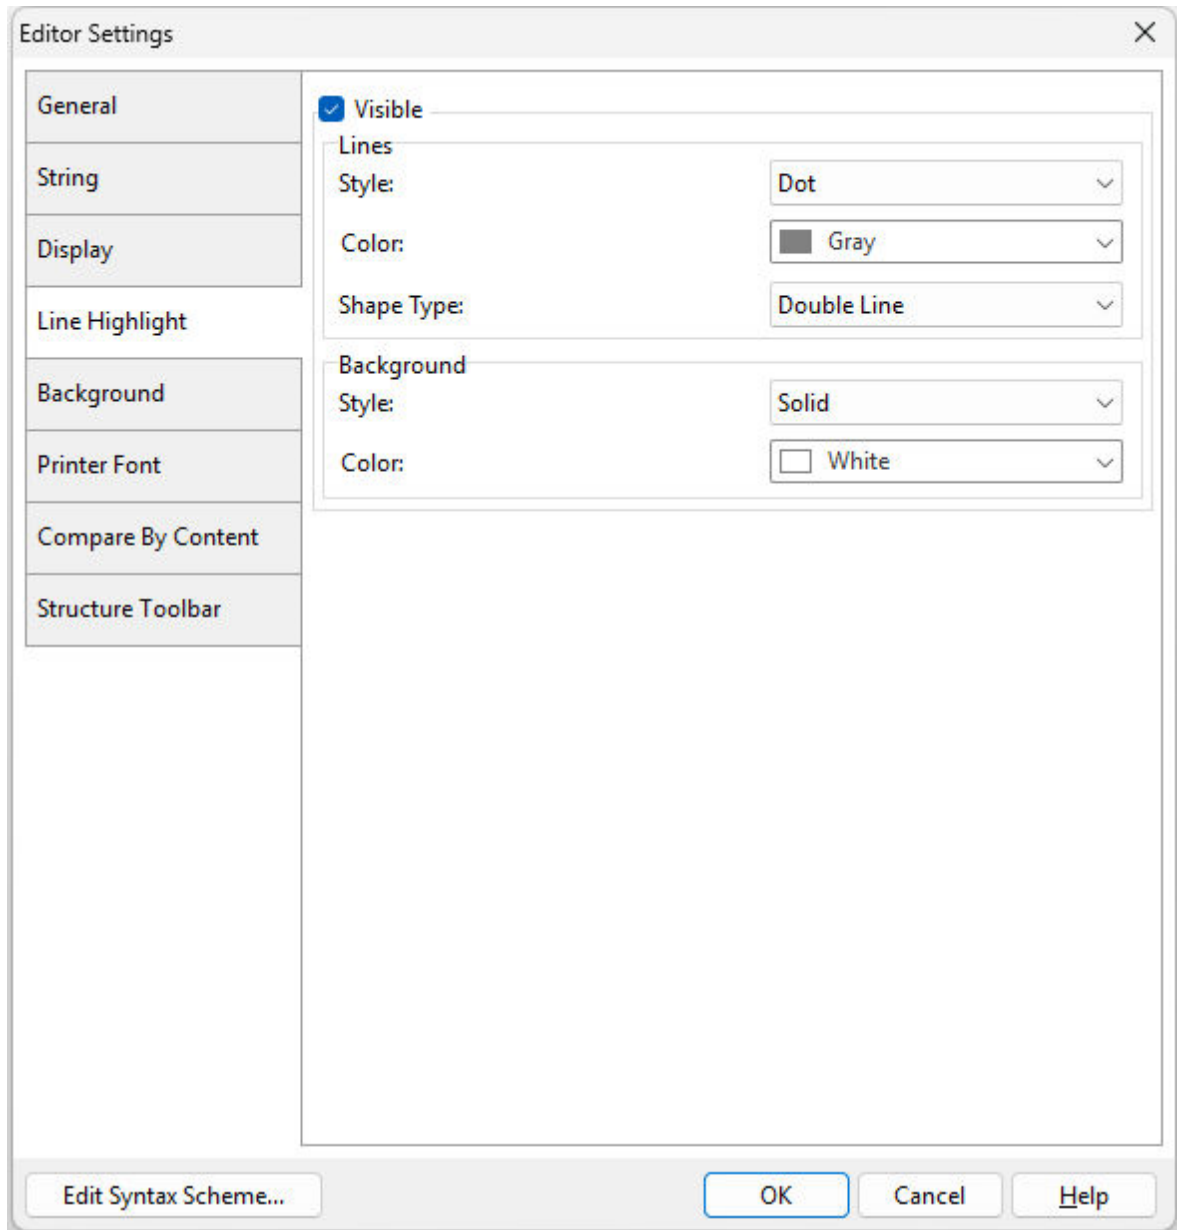 Editor Settings
General
String
Display
Line Highlight
Background
Printer Font
Compare By Content
Structure Toolbar
Visible
Lines
Style: Dot
Color: Gray
Shape Type: Double Line
Background
Style: Solid
Color: White
Edit Syntax Scheme... OK Cancel Help